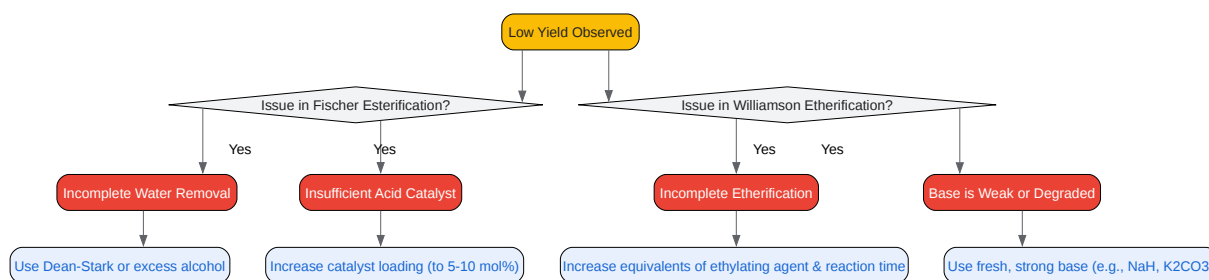 Low Yield Observed
Issue in Fischer Esterification?
Issue in Williamson Etherification?
Yes
Yes
Yes
Yes
Incomplete Water Removal
Insufficient Acid Catalyst
Incomplete Etherification
Base is Weak or Degraded
Use Dean-Stark or excess alcohol
Increase catalyst loading (to 5-10 mol%)
Increase equivalents of ethylating agent & reaction time
Use fresh, strong base (e.g., NaH, K2CO3